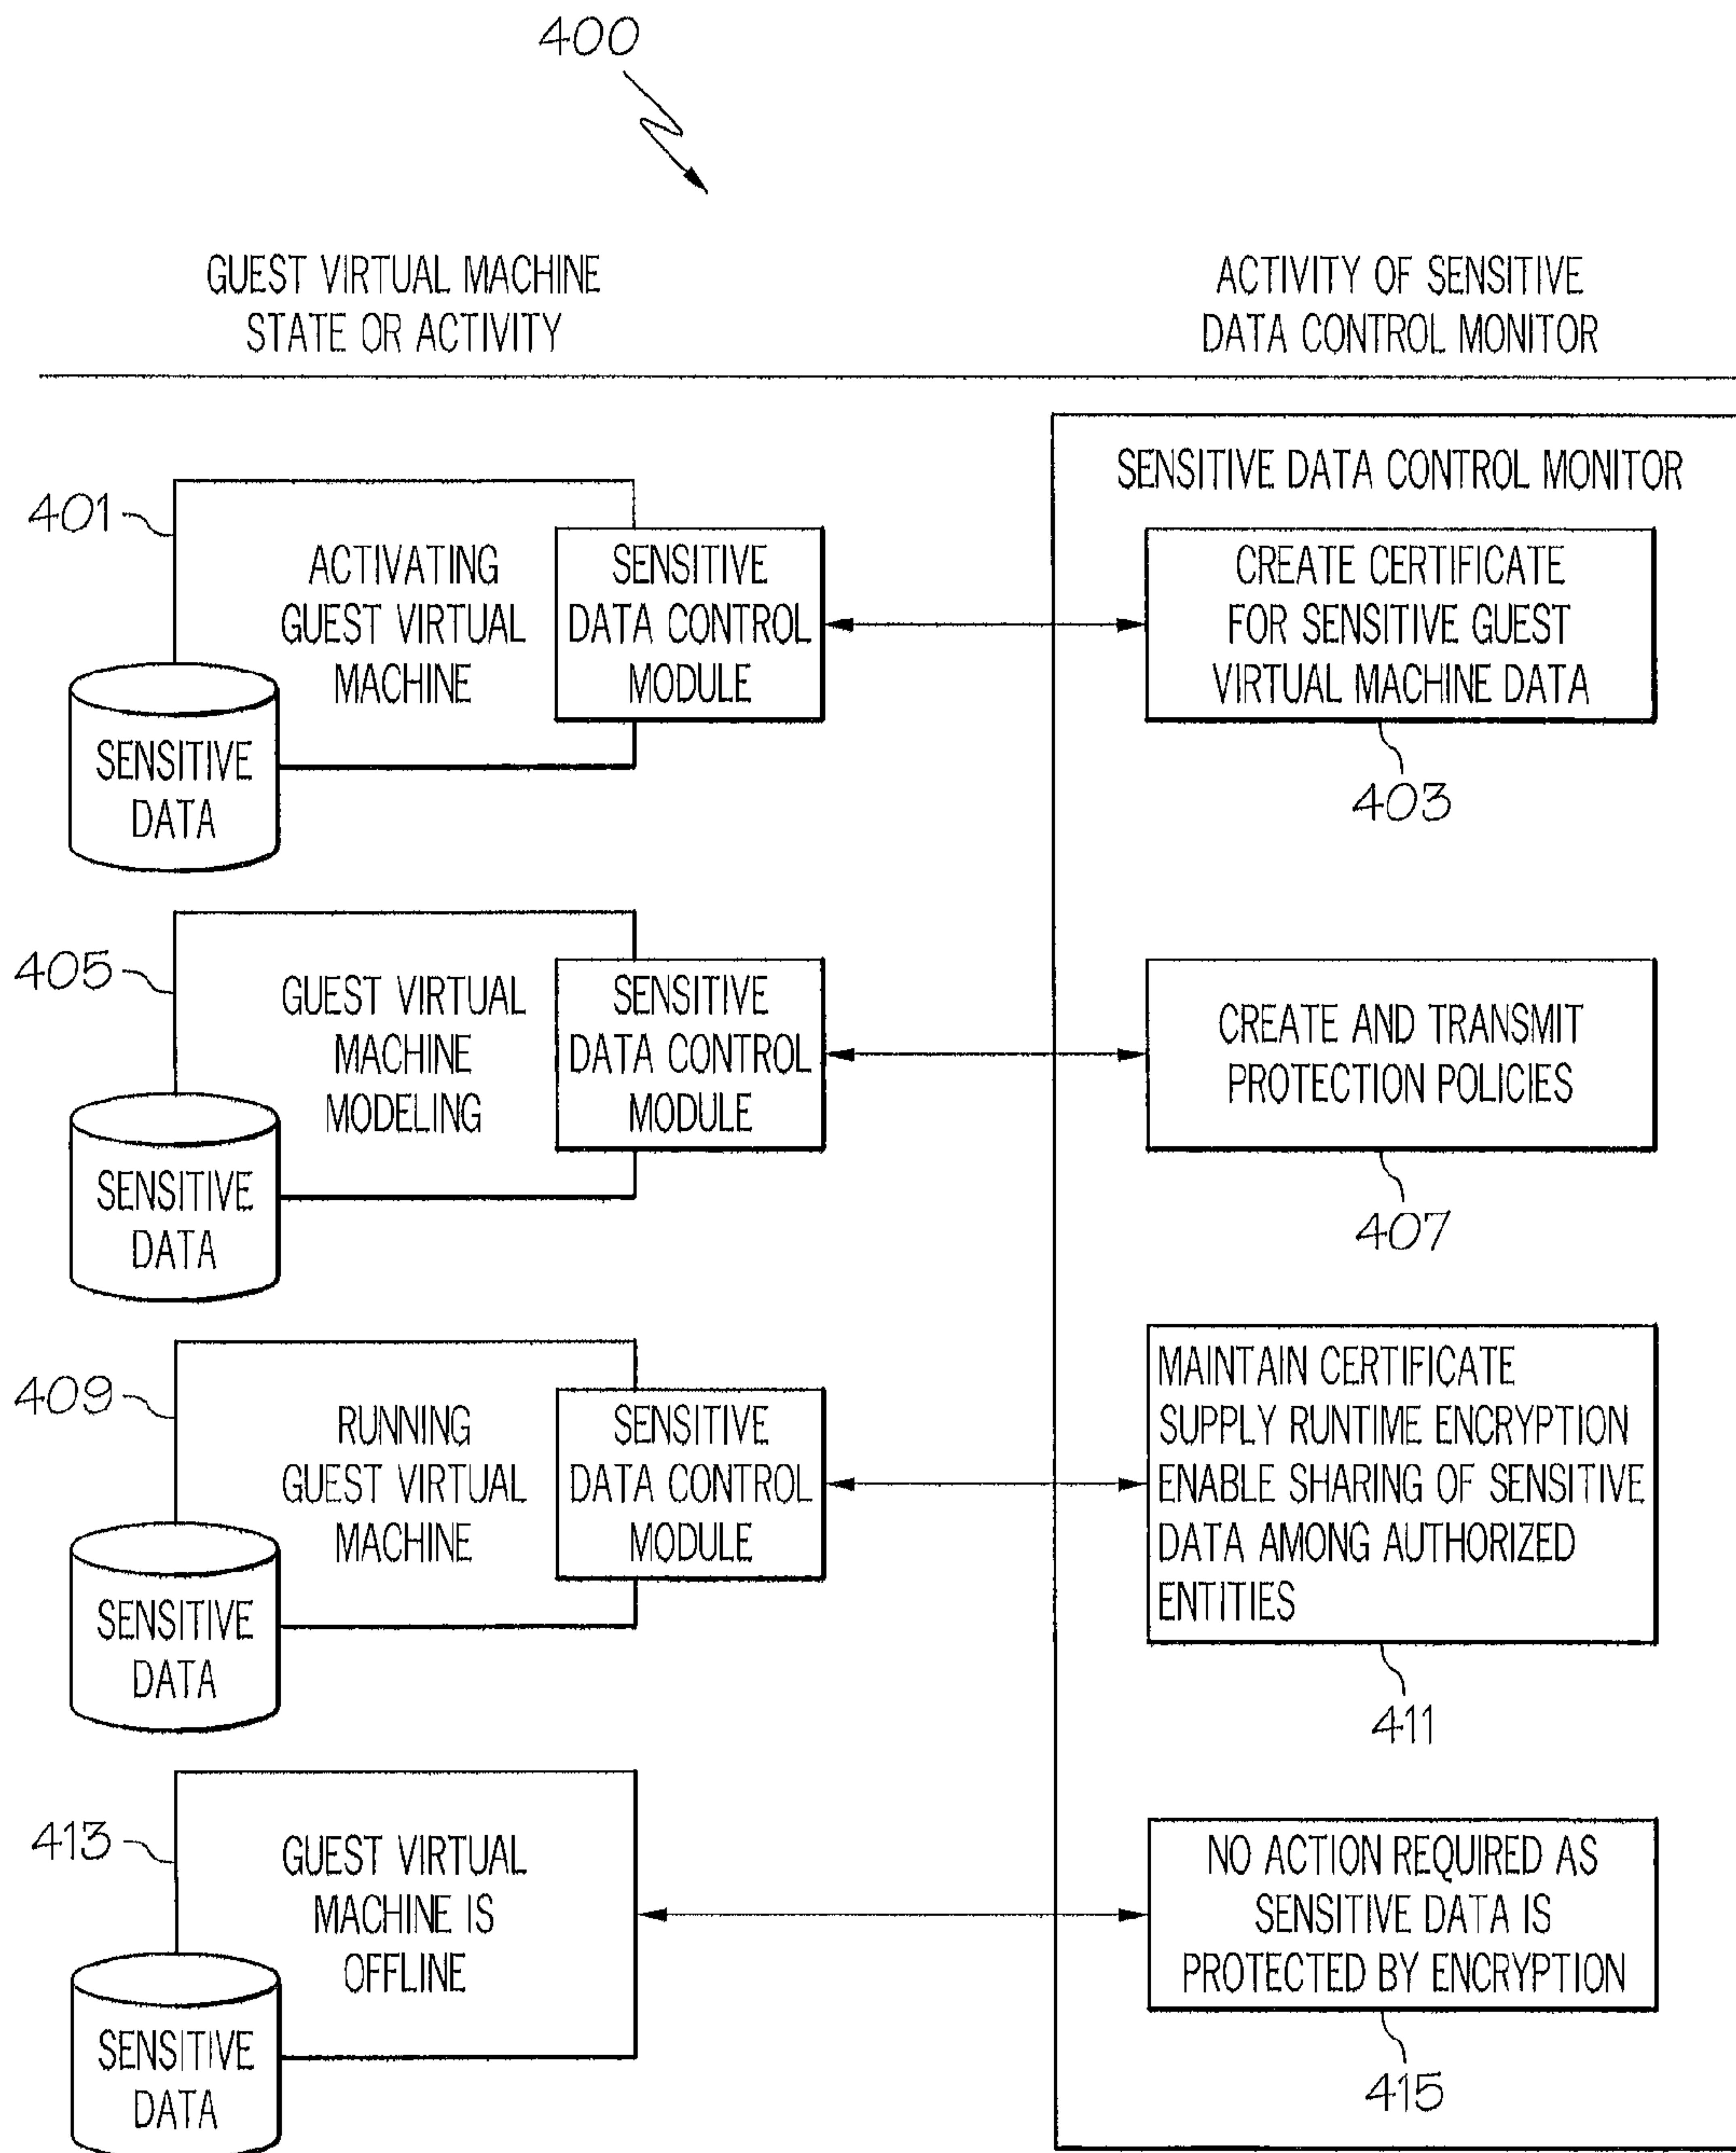 400
GUEST VIRTUAL MACHINE
STATE OR ACTIVITY
ACTIVITY OF SENSITIVE
DATA CONTROL MONITOR
SENSITIVE DATA CONTROL MONITOR
401
ACTIVATING
GUEST VIRTUAL
MACHINE
SENSITIVE
DATA CONTROL
MODULE
SENSITIVE
DATA
CREATE CERTIFICATE
FOR SENSITIVE GUEST
VIRTUAL MACHINE DATA
403
405
GUEST VIRTUAL
MACHINE
MODELING
SENSITIVE
DATA CONTROL
MODULE
SENSITIVE
DATA
CREATE AND TRANSMIT
PROTECTION POLICIES
407
409
RUNNING
GUEST VIRTUAL
MACHINE
SENSITIVE
DATA CONTROL
MODULE
SENSITIVE
DATA
MAINTAIN CERTIFICATE
SUPPLY RUNTIME ENCRYPTION
ENABLE SHARING OF SENSITIVE
DATA AMONG AUTHORIZED
ENTITIES
411
413
GUEST VIRTUAL
MACHINE IS
OFFLINE
SENSITIVE
DATA
NO ACTION REQUIRED AS
SENSITIVE DATA IS
PROTECTED BY ENCRYPTION
415